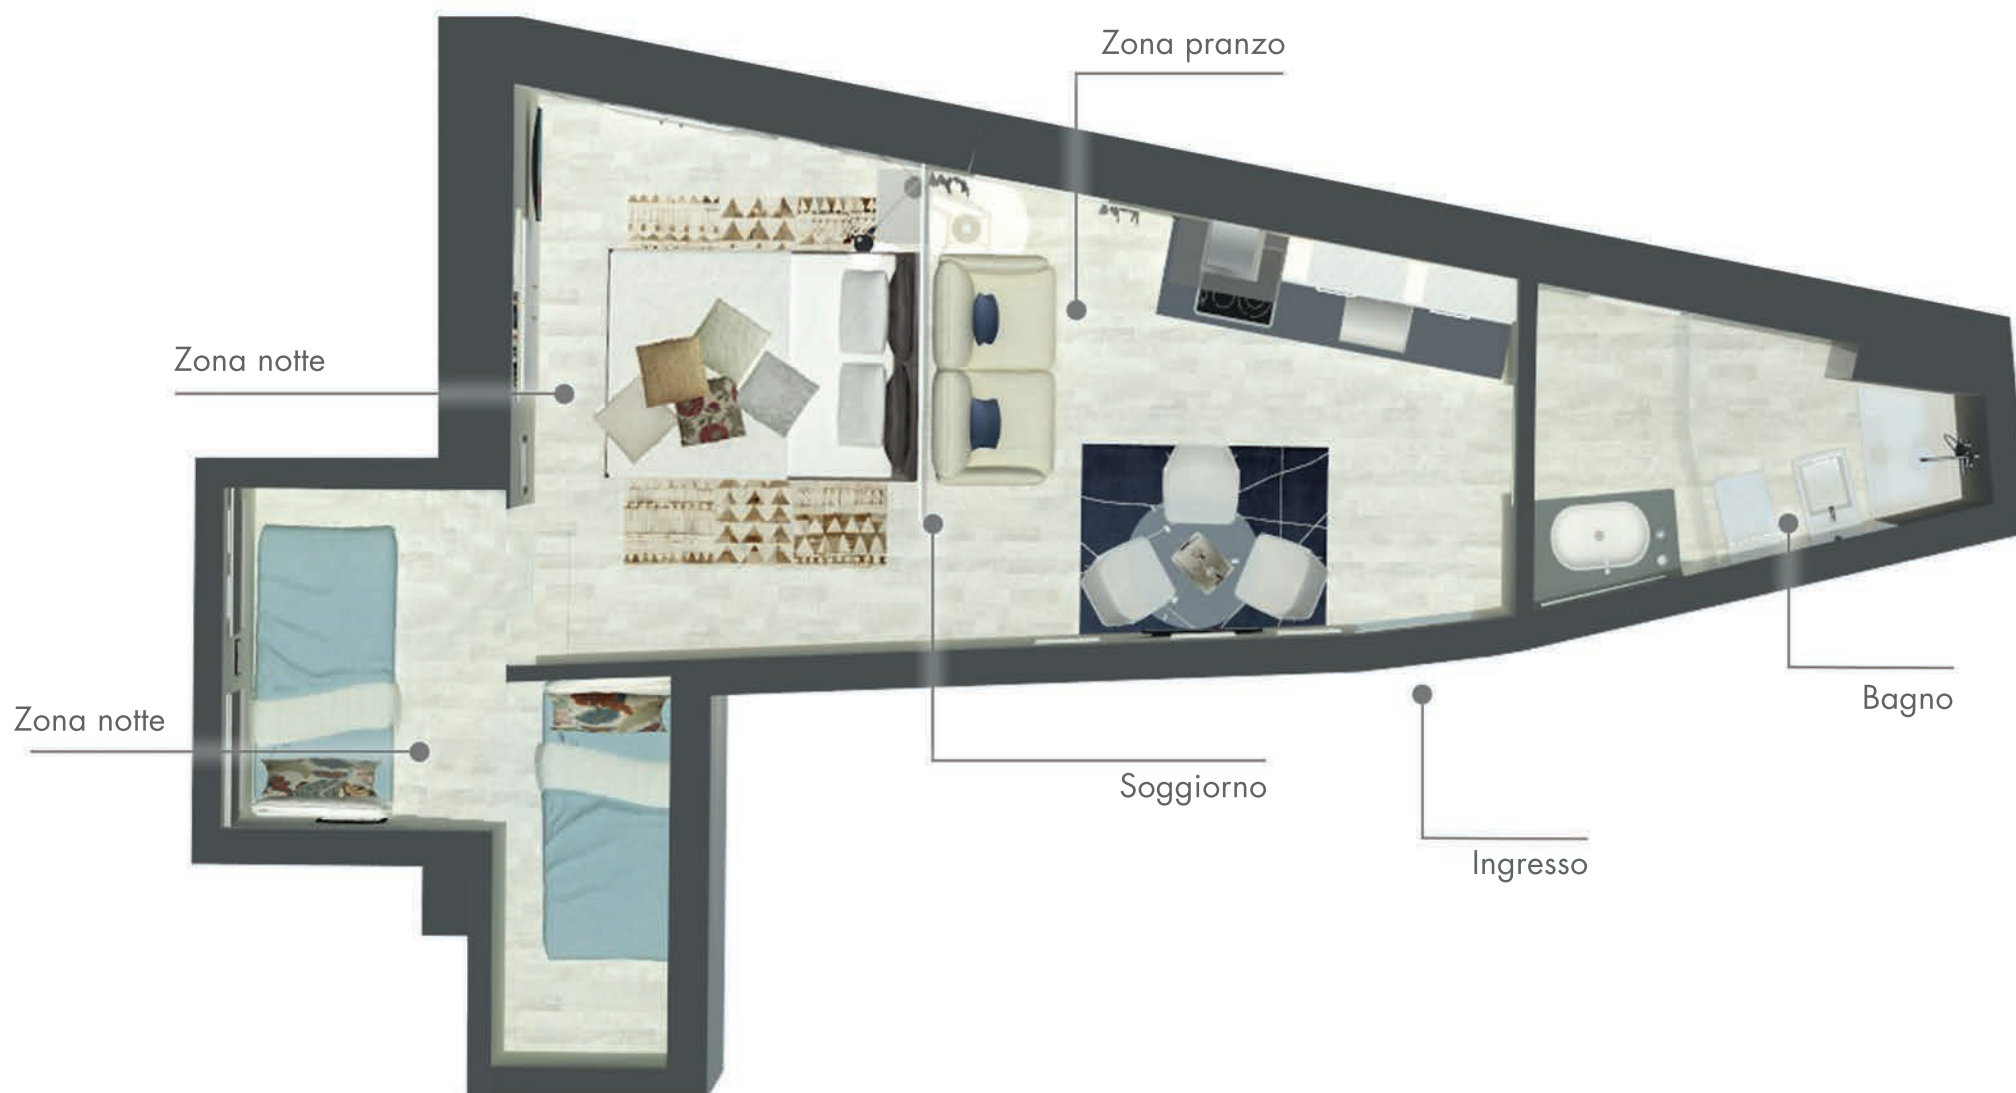 Zona pranzo
Zona notte
Zona notte
Bagno
Soggiorno
Ingresso